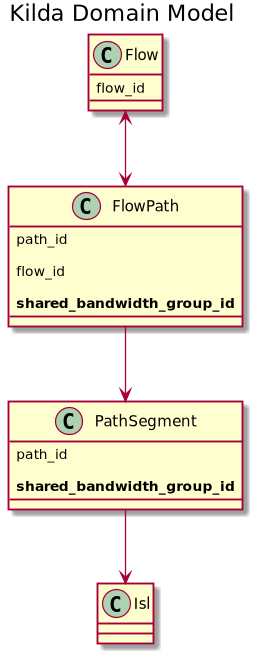 Kilda Domain Model
C Flow
flow_id
C FlowPath
path_id
flow_id
shared_bandwidth_group_id
C PathSegment
path_id
shared_bandwidth_group_id
C Isl